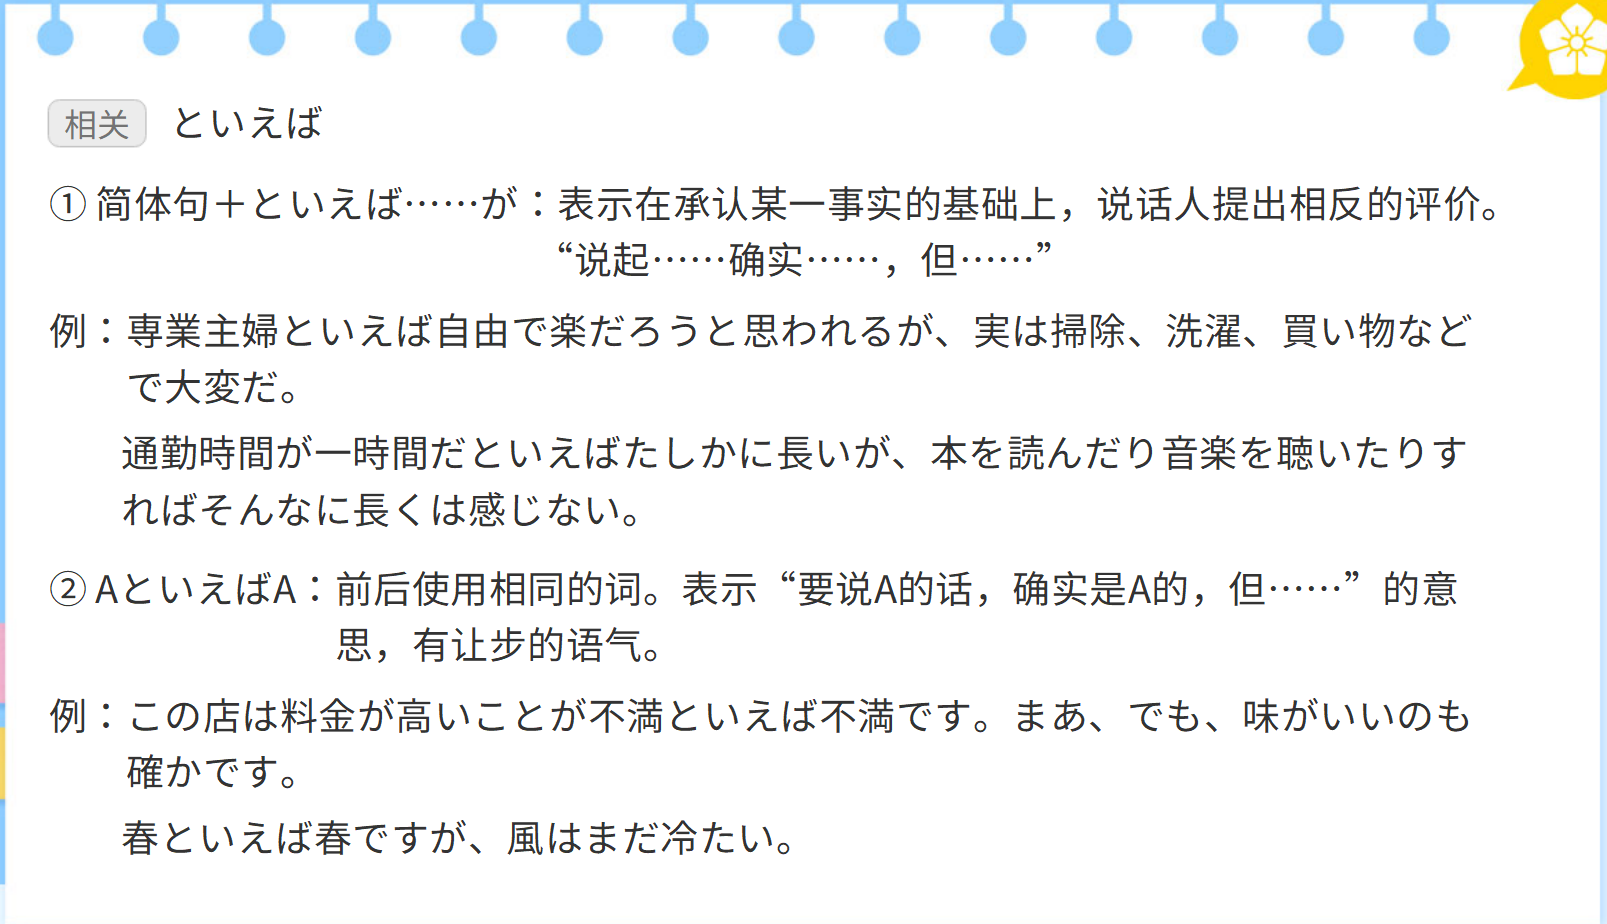 相关 といえば
① 简体句＋といえば……が：表示在承认某一事实的基础上，说话人提出相反的评价。
“说起……确实……，但……”
例：専業主婦といえば自由で楽だろうと思われるが、実は掃除、洗濯、買い物など
で大変だ。
通勤時間が一時間だといえばたしかに長いが、本を読んだり音楽を聴いたりす
ればそんなに長くは感じない。
② AといえばA：前后使用相同的词。表示“要说A的话，确实是A的，但……”的意
思，有让步的语气。
例：この店は料金が高いことが不満といえば不満です。まあ、でも、味がいいのも
確かです。
春といえば春ですが、風はまだ冷たい。